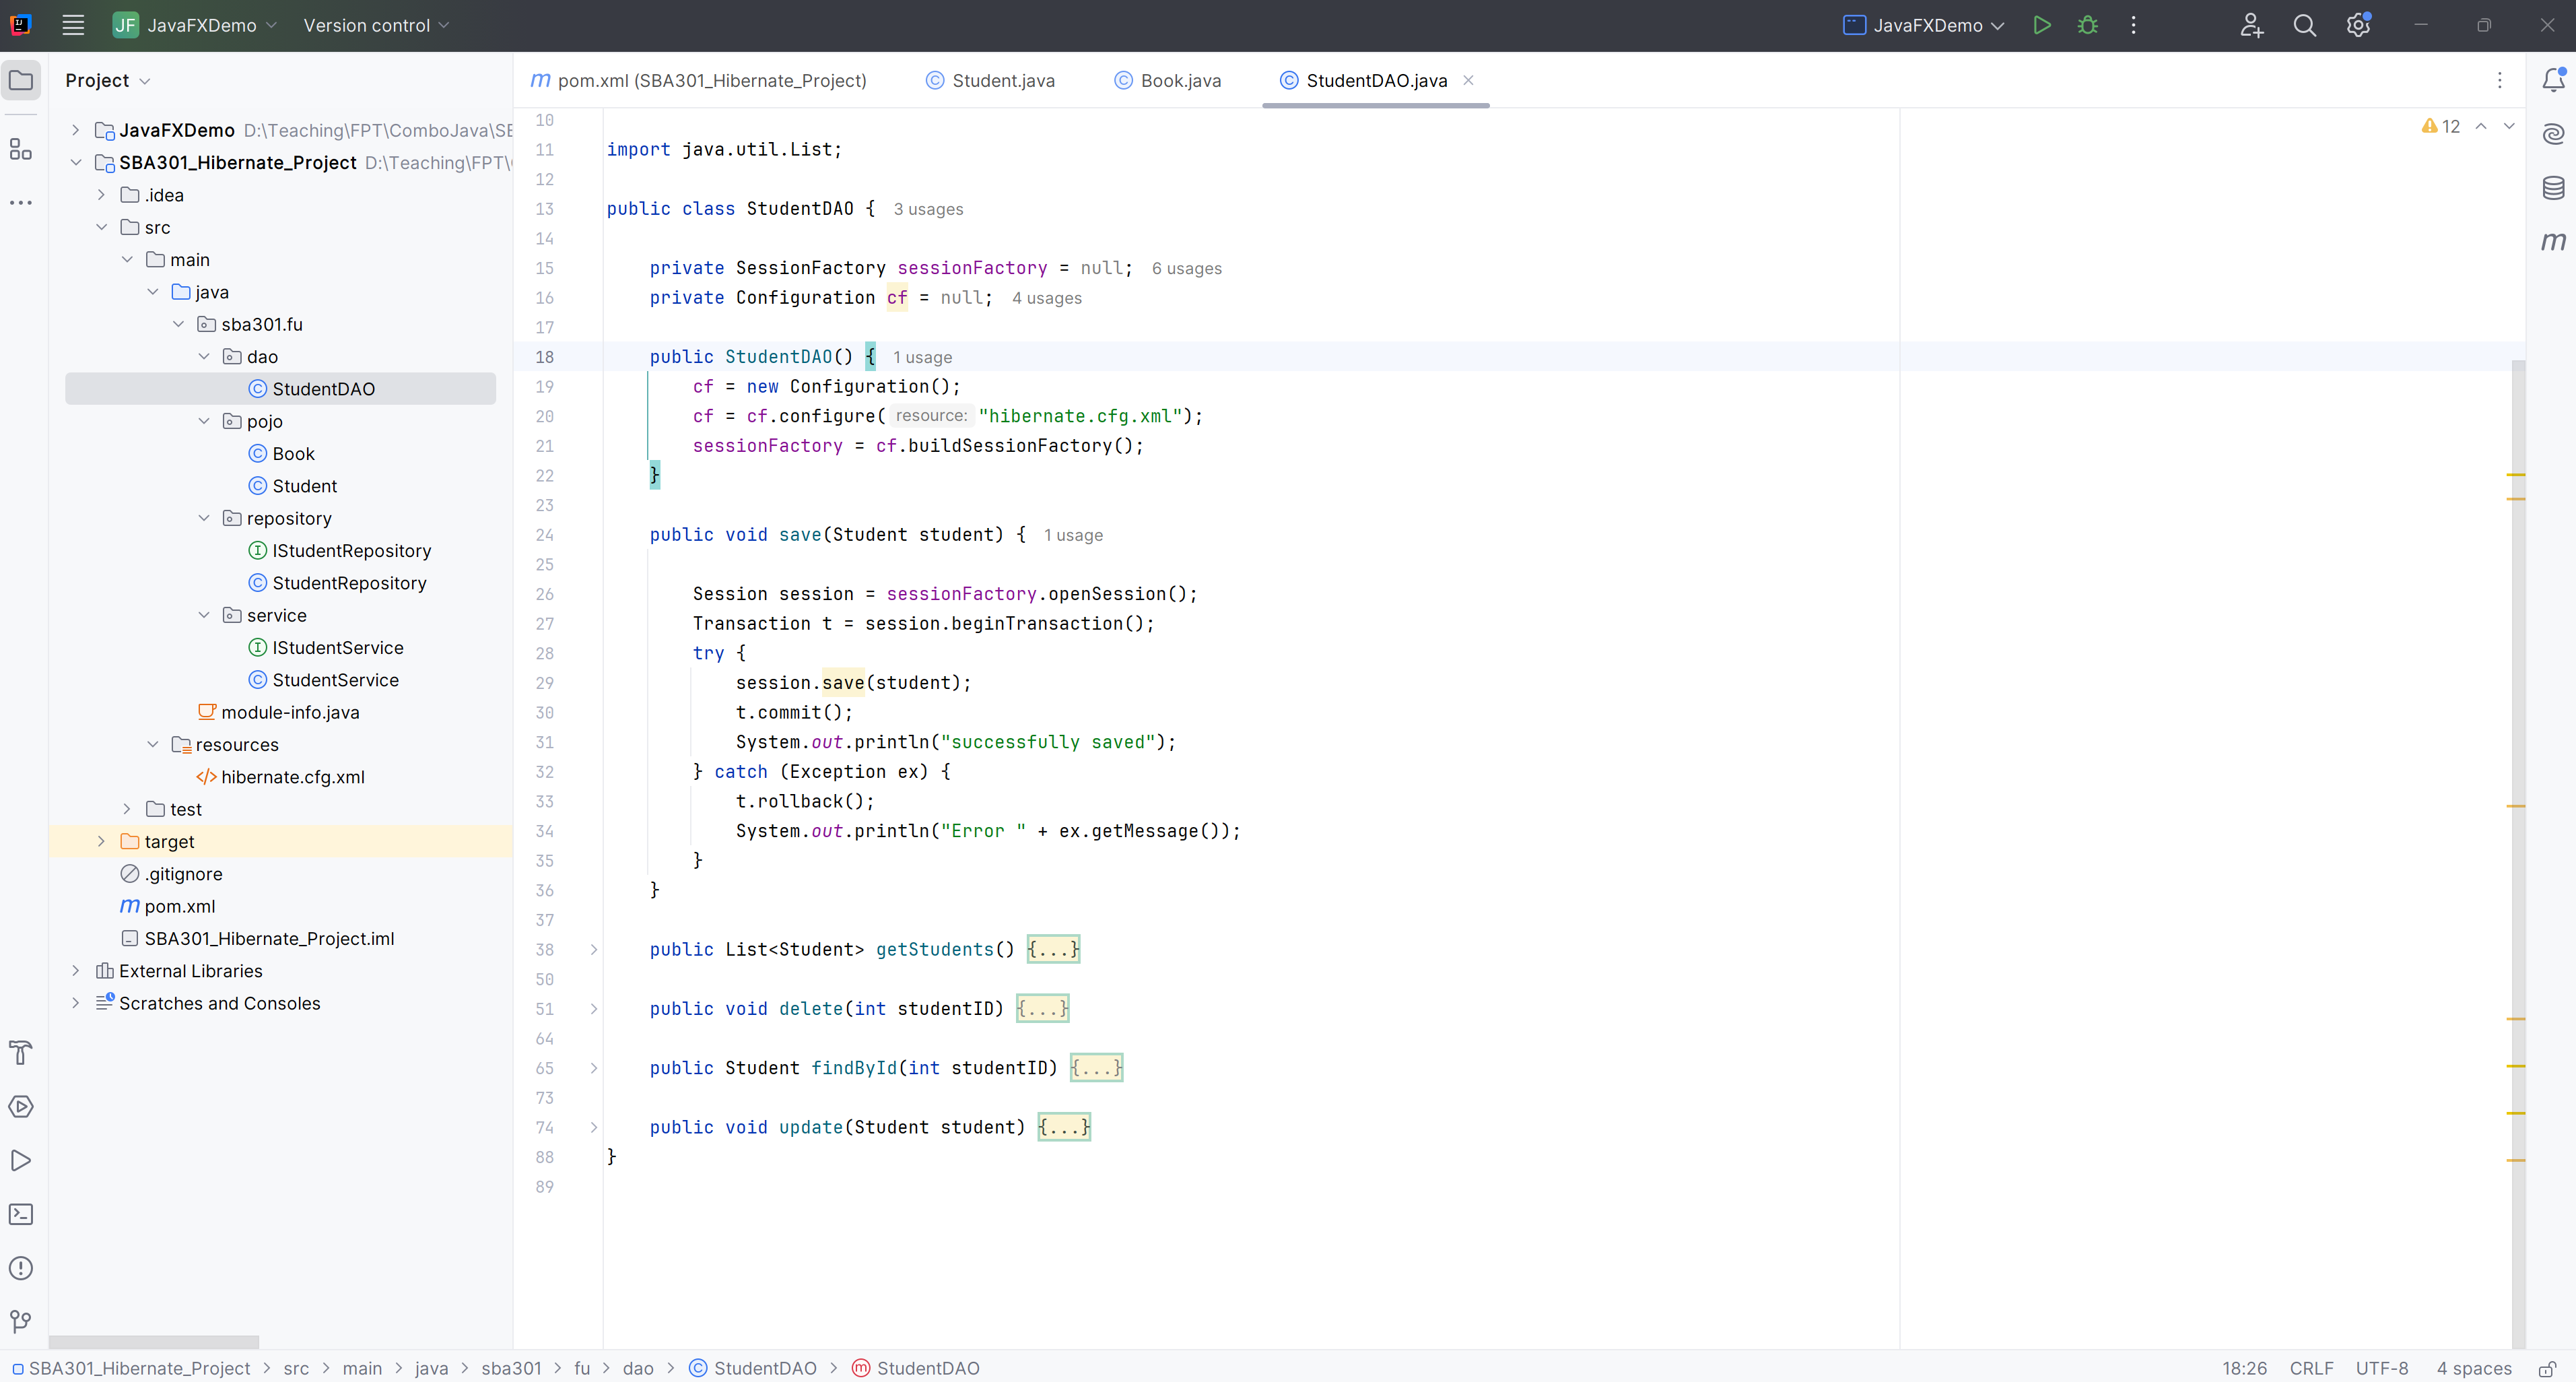 JF JavaFXDemo Version control JavaFXDemo
Project
JavaFXDemo D:\Teaching\FPT\ComboJava\SE
SBA301_Hibernate_Project D:\Teaching\FPT\
.idea
src
main
java
sba301.fu
dao
StudentDAO
pojo
Book
Student
repository
IStudentRepository
StudentRepository
service
IStudentService
StudentService
module-info.java
resources
hibernate.cfg.xml
test
target
.gitignore
pom.xml
SBA301_Hibernate_Project.iml
External Libraries
Scratches and Consoles
pom.xml (SBA301_Hibernate_Project) Student.java Book.java StudentDAO.java
12
10
11 import java.util.List;
12
13 public class StudentDAO { 3 usages
14
15 private SessionFactory sessionFactory = null; 6 usages
16 private Configuration cf = null; 4 usages
17
18 public StudentDAO() { 1 usage
19 cf = new Configuration();
20 cf = cf.configure( resource: "hibernate.cfg.xml");
21 sessionFactory = cf.buildSessionFactory();
22 }
23
24 public void save(Student student) { 1 usage
25
26 Session session = sessionFactory.openSession();
27 Transaction t = session.beginTransaction();
28 try {
29 session.save(student);
30 t.commit();
31 System.out.println("successfully saved");
32 } catch (Exception ex) {
33 t.rollback();
34 System.out.println("Error " + ex.getMessage());
35 }
36 }
37
38 public List<Student> getStudents() {...}
50
51 public void delete(int studentID) {...}
64
65 public Student findById(int studentID) {...}
73
74 public void update(Student student) {...}
88 }
89
SBA301_Hibernate_Project > src > main > java > sba301 > fu > dao > StudentDAO > StudentDAO 18:26 CRLF UTF-8 4 spaces